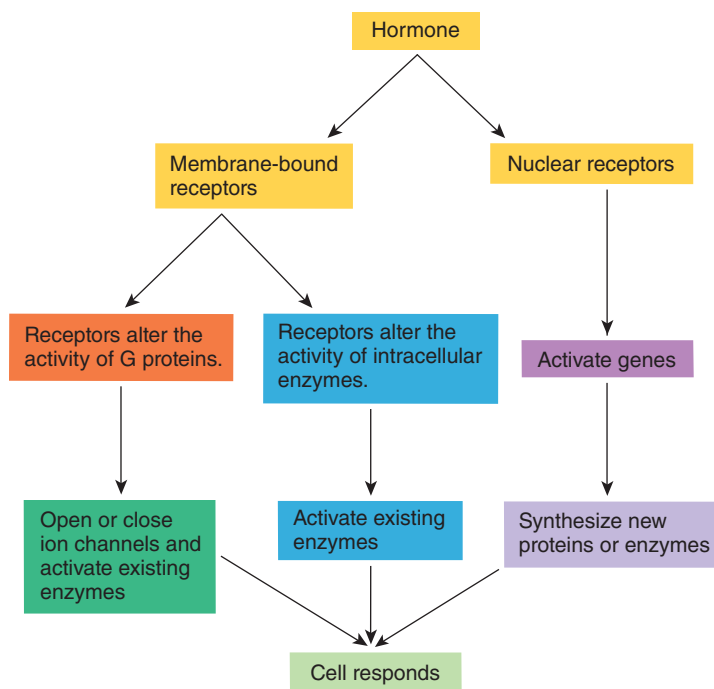 Hormone
Membrane-bound
receptors
Nuclear receptors
Receptors alter the
activity of G proteins.
Receptors alter the
activity of intracellular
enzymes.
Activate genes
Open or close
ion channels and
activate existing
enzymes
Activate existing
enzymes
Synthesize new
proteins or enzymes
Cell responds